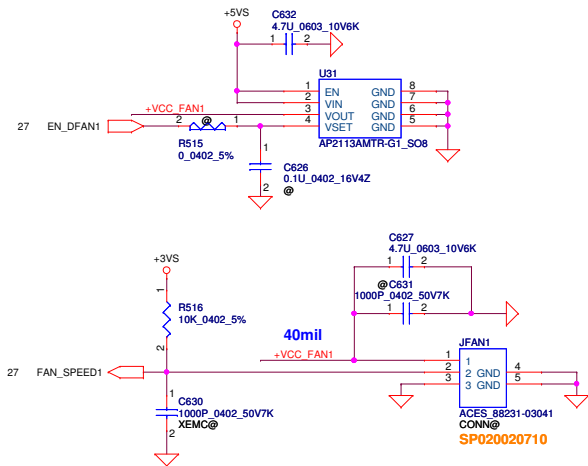 +5VS
C632
4.7U_0603_10V6K
1 2
U31
1 EN GND 8
2 VIN GND 7
3 VOUT GND 6
4 VSET GND 5
AP2113AMTR-G1_SO8
+VCC_FAN1
27 EN_DFAN1
2 @ 1
R515
0_0402_5%
1
C626
0.1U_0402_16V4Z
2
@
+3VS
1
R516
10K_0402_5%
2
C627
4.7U_0603_10V6K
1 2
@C631
1000P_0402_50V7K
1 2
40mil
+VCC_FAN1
27 FAN_SPEED1
JFAN1
1 1
2 2 GND 4
3 3 GND 5
ACES_88231-03041
CONN@
SP020020710
1
C630
1000P_0402_50V7K
XEMC@
2